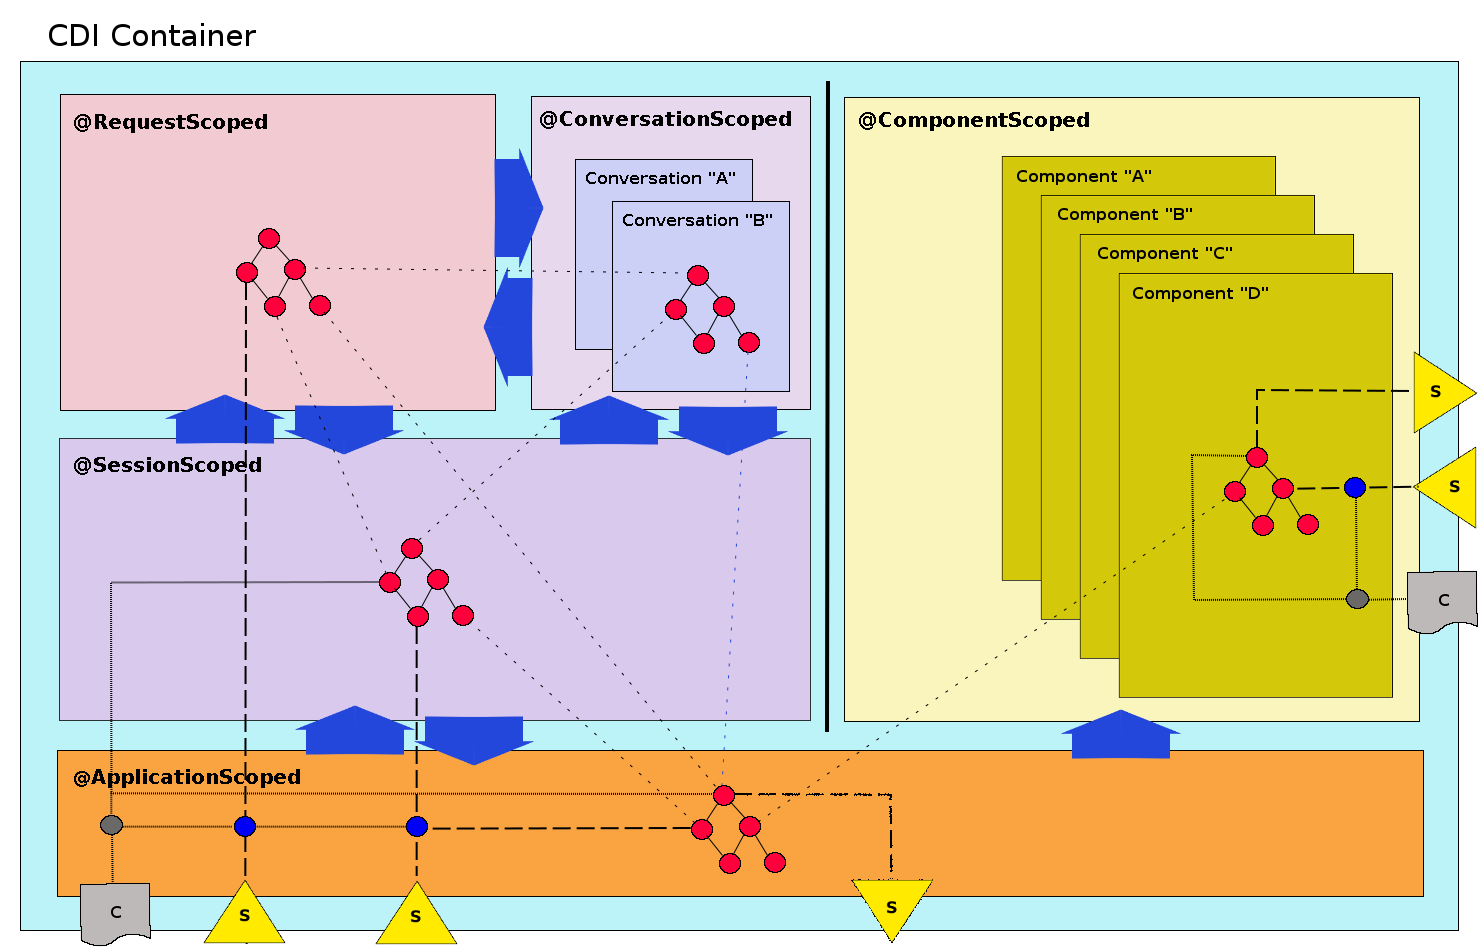 CDI Container
@RequestScoped
@ConversationScoped
@ComponentScoped
Conversation "A"
Conversation "B"
Component "A"
Component "B"
Component "C"
Component "D"
S
@SessionScoped
S
C
@ApplicationScoped
C
S
S
S